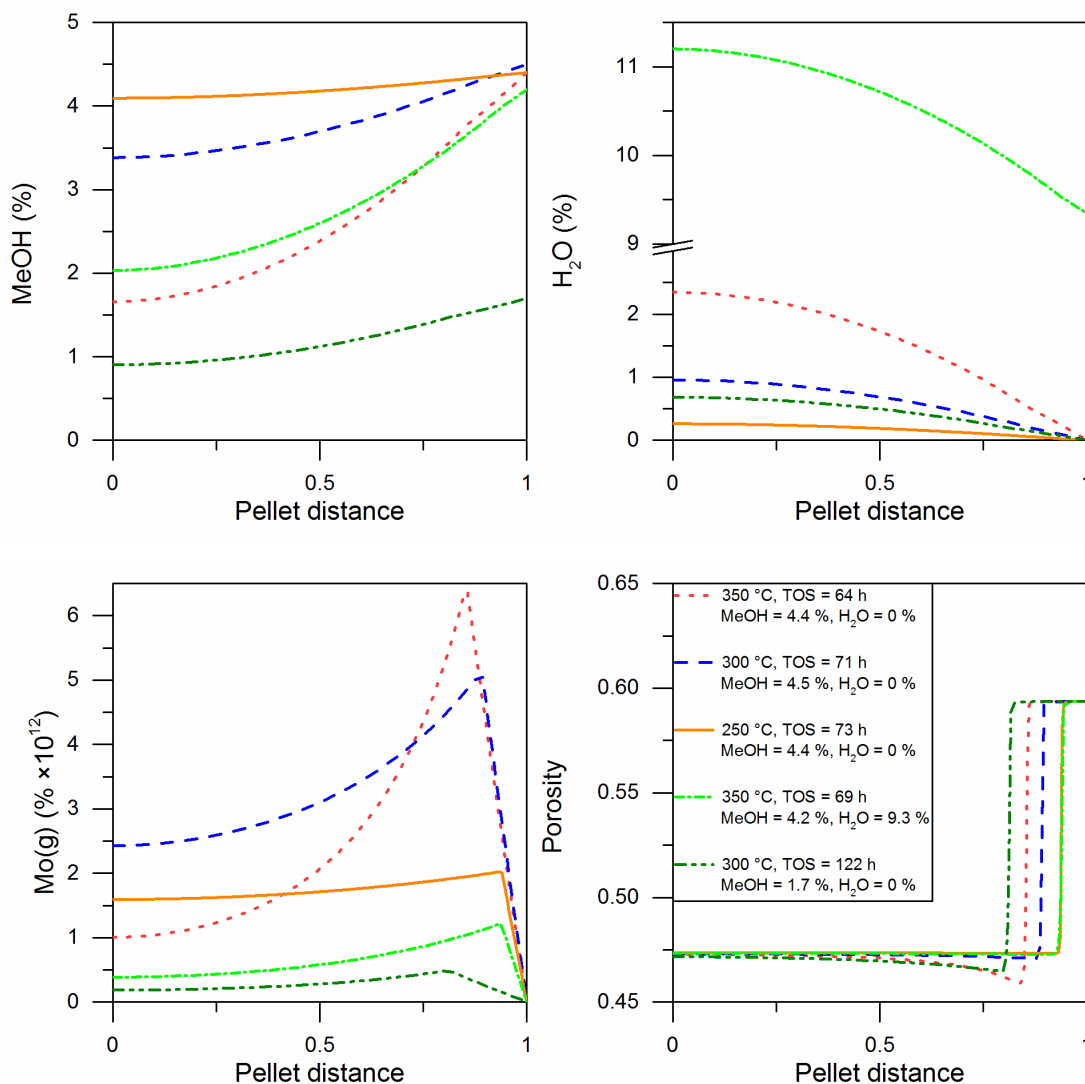 5
4
3
2
1
0
MeOH (%)
0
0.5
1
Pellet distance
11
10
9
2
1
0
H₂O (%)
0
0.5
1
Pellet distance
6
5
4
3
2
1
0
Mo(g) (% ×10¹²)
0
0.5
1
Pellet distance
0.65
0.60
0.55
0.50
0.45
Porosity
350 °C, TOS = 64 h
MeOH = 4.4 %, H₂O = 0 %
300 °C, TOS = 71 h
MeOH = 4.5 %, H₂O = 0 %
250 °C, TOS = 73 h
MeOH = 4.4 %, H₂O = 0 %
350 °C, TOS = 69 h
MeOH = 4.2 %, H₂O = 9.3 %
300 °C, TOS = 122 h
MeOH = 1.7 %, H₂O = 0 %
0
0.5
1
Pellet distance